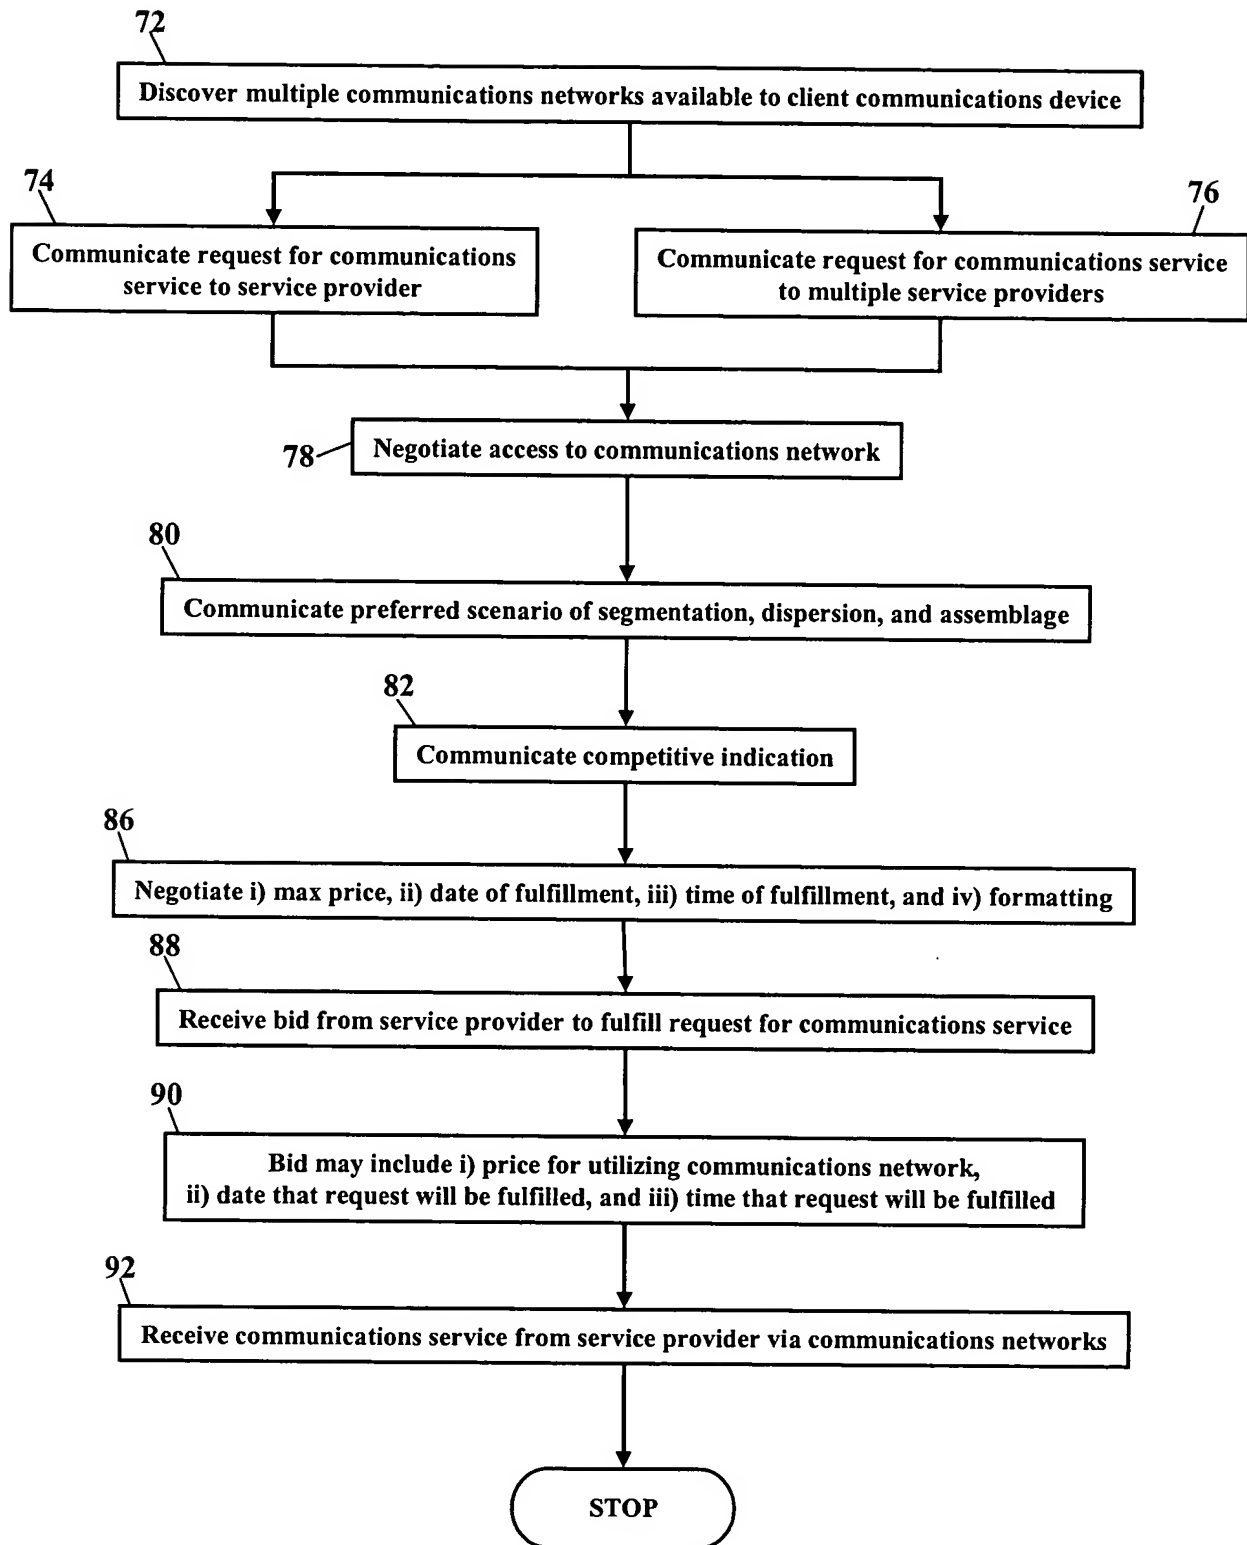 72
Discover multiple communications networks available to client communications device
74
76
Communicate request for communications
service to service provider
Communicate request for communications service
to multiple service providers
78
Negotiate access to communications network
80
Communicate preferred scenario of segmentation, dispersion, and assemblage
82
Communicate competitive indication
86
Negotiate i) max price, ii) date of fulfillment, iii) time of fulfillment, and iv) formatting
88
Receive bid from service provider to fulfill request for communications service
90
Bid may include i) price for utilizing communications network,
ii) date that request will be fulfilled, and iii) time that request will be fulfilled
92
Receive communications service from service provider via communications networks
STOP